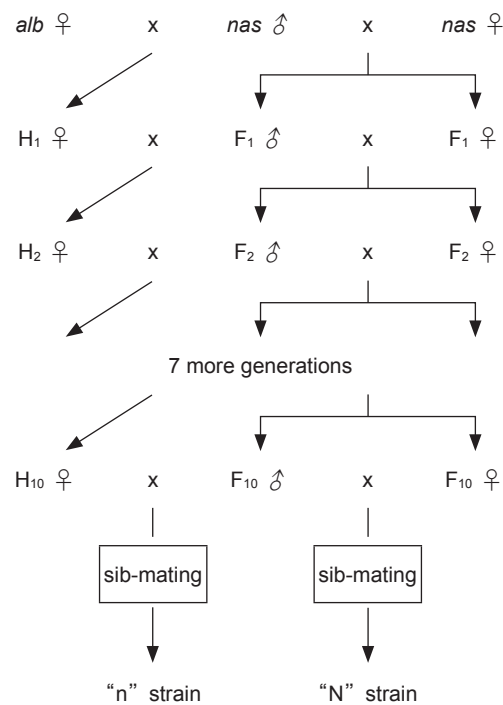 alb ♀ x nas ♂ x nas ♀
H₁ ♀ x F₁ ♂ x F₁ ♀
H₂ ♀ x F₂ ♂ x F₂ ♀
7 more generations
H₁₀ ♀ x F₁₀ ♂ x F₁₀ ♀
sib-mating sib-mating
“n” strain “N” strain